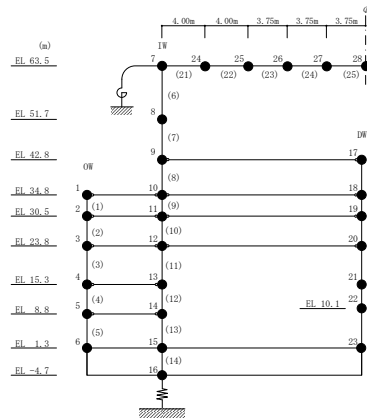 ℄
4.00m 4.00m 3.75m 3.75m 3.75m
(m) IW
EL 63.5 7 24 25 26 27 28
(21) (22) (23) (24) (25)
(6)
EL 51.7 8
(7)
DW
EL 42.8 9 17
OW (8)
EL 34.8 1 10 18
(1) (9)
EL 30.5 2 11 19
(2) (10)
EL 23.8 3 12 20
(3) (11)
EL 15.3 4 13 21
(4) (12) EL 10.1 22
EL 8.8 5 14
(5) (13)
EL 1.3 6 15 23
(14)
EL -4.7 16